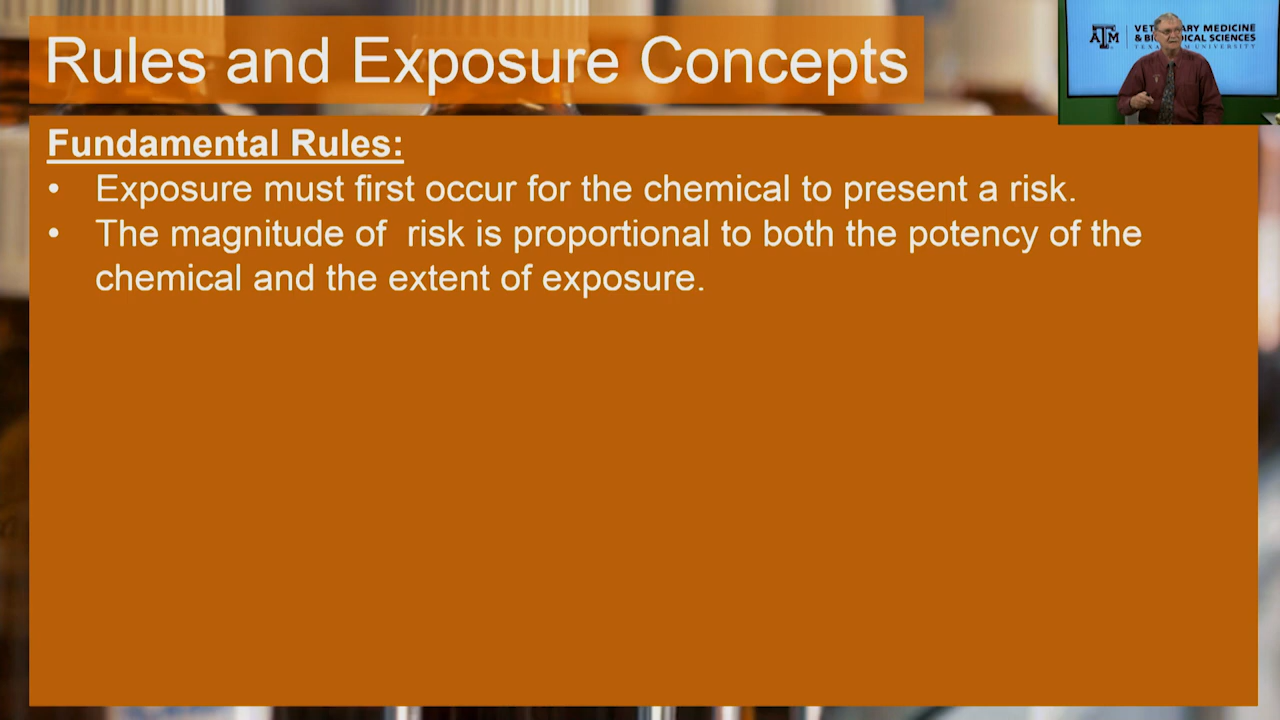 Rules and Exposure Concepts
ĀTM VETERINARY MEDICINE
& BIOMEDICAL SCIENCES
Fundamental Rules:
• Exposure must first occur for the chemical to present a risk.
• The magnitude of  risk is proportional to both the potency of the
chemical and the extent of exposure.